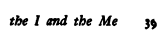 the I and the Me 39